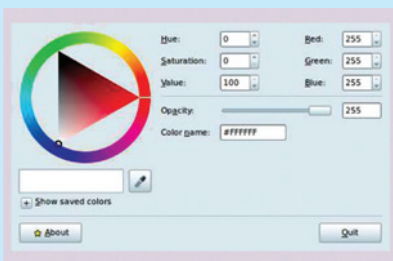 Hue: 0 Red: 255
Saturation: 0 Green: 255
Value: 100 Blue: 255
Opacity: 255
Color name: #FFFFFF
+ Show saved colors
About Quit